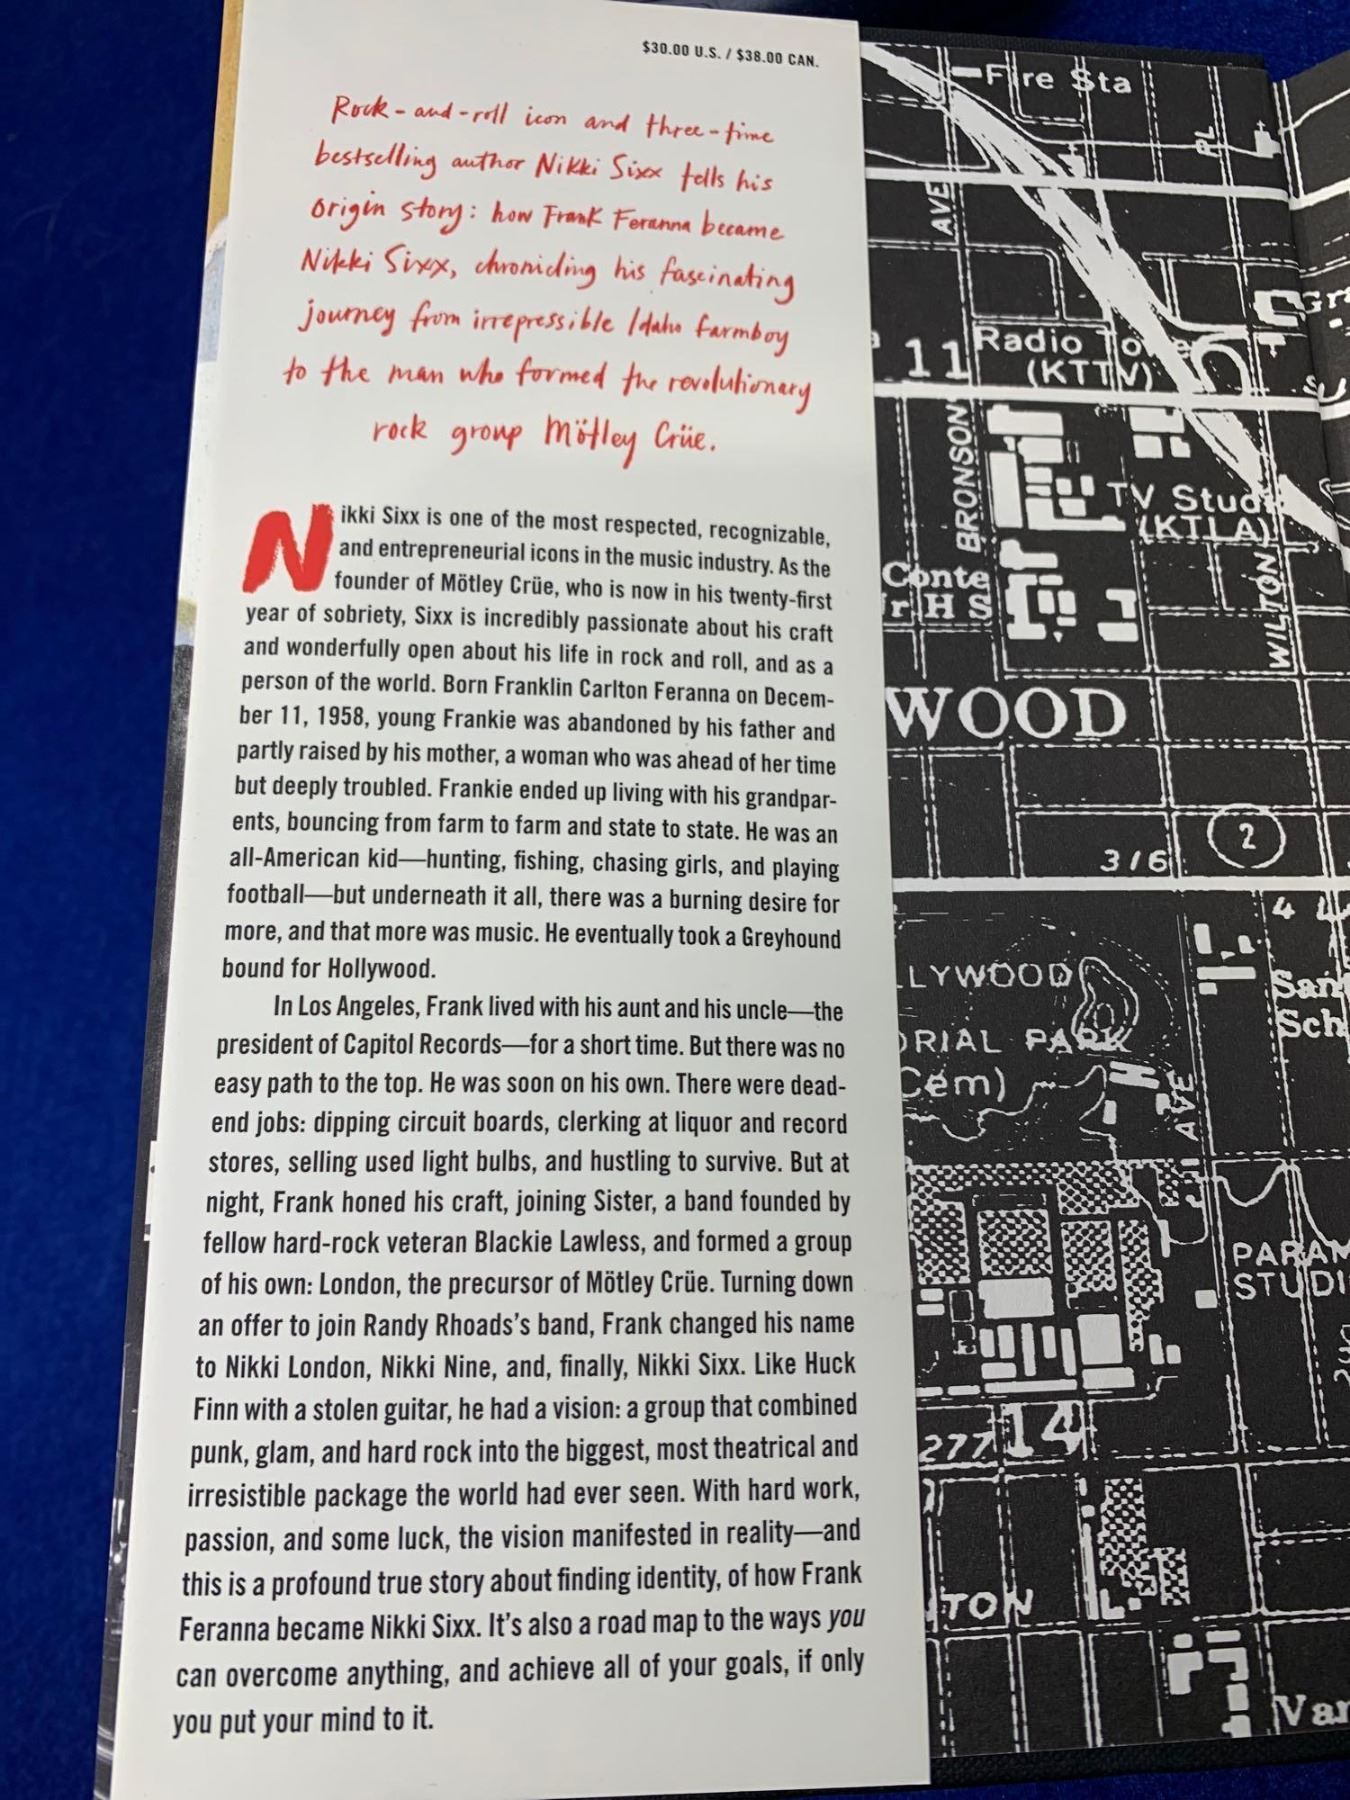 $30.00 U.S. / $38.00 CAN.
Rock-and-roll icon and three-time
bestselling author Nikki Sixx tells his
origin story: how Frank Feranna became
Nikki Sixx, chronicling his fascinating
journey from irrepressible Idaho farmboy
to the man who formed the revolutionary
rock group Mötley Crüe.
Nikki Sixx is one of the most respected, recognizable,
and entrepreneurial icons in the music industry. As the
founder of Mötley Crüe, who is now in his twenty-first
year of sobriety, Sixx is incredibly passionate about his craft
and wonderfully open about his life in rock and roll, and as a
person of the world. Born Franklin Carlton Feranna on Decem-
ber 11, 1958, young Frankie was abandoned by his father and
partly raised by his mother, a woman who was ahead of her time
but deeply troubled. Frankie ended up living with his grandpar-
ents, bouncing from farm to farm and state to state. He was an
all-American kid—hunting, fishing, chasing girls, and playing
football—but underneath it all, there was a burning desire for
more, and that more was music. He eventually took a Greyhound
bound for Hollywood.
In Los Angeles, Frank lived with his aunt and his uncle—the
president of Capitol Records—for a short time. But there was no
easy path to the top. He was soon on his own. There were dead-
end jobs: dipping circuit boards, clerking at liquor and record
stores, selling used light bulbs, and hustling to survive. But at
night, Frank honed his craft, joining Sister, a band founded by
fellow hard-rock veteran Blackie Lawless, and formed a group
of his own: London, the precursor of Mötley Crüe. Turning down
an offer to join Randy Rhoads's band, Frank changed his name
to Nikki London, Nikki Nine, and, finally, Nikki Sixx. Like Huck
Finn with a stolen guitar, he had a vision: a group that combined
punk, glam, and hard rock into the biggest, most theatrical and
irresistible package the world had ever seen. With hard work,
passion, and some luck, the vision manifested in reality—and
this is a profound true story about finding identity, of how Frank
Feranna became Nikki Sixx. It's also a road map to the ways you
can overcome anything, and achieve all of your goals, if only
you put your mind to it.
Fire Sta
PL
AVE
Gr
11
Radio Tower
(KTTV)
BRONSON
TV Stud
(KTLA)
WILTON
Conte
r H S
WOOD
2
316
4 4
LLYWOOD
San
Sch
ORIAL PARK
Cem)
AVE
PARAM
STUDI
277
14
TON
Van